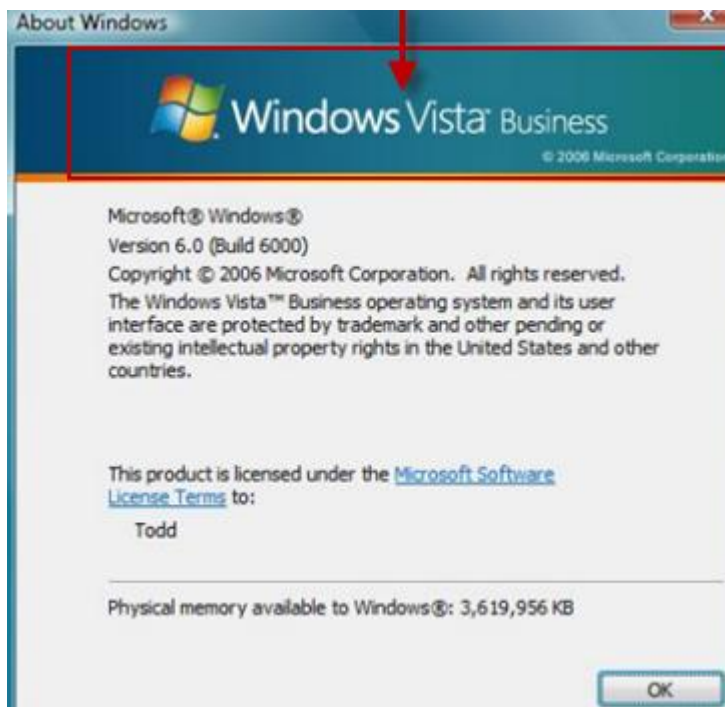 About Windows
Windows Vista™ Business
© 2006 Microsoft Corporation
Microsoft® Windows®
Version 6.0 (Build 6000)
Copyright © 2006 Microsoft Corporation. All rights reserved.
The Windows Vista™ Business operating system and its user
interface are protected by trademark and other pending or
existing intellectual property rights in the United States and other
countries.
This product is licensed under the Microsoft Software
License Terms to:
Todd
Physical memory available to Windows®: 3,619,956 KB
OK